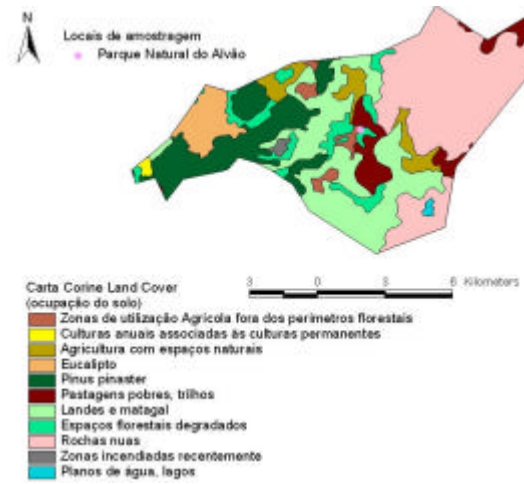 N
Locais de amostragem
Parque Natural do Alvão
Carta Corine Land Cover
(ocupação do solo)
3 0 3 6 Kilometers
Zonas de utilização Agrícola fora dos perímetros florestais
Culturas anuais associadas às culturas permanentes
Agricultura com espaços naturais
Eucalipto
Pinus pinaster
Pastagens pobres, trilhos
Landes e matagal
Espaços florestais degradados
Rochas nuas
Zonas incendiadas recentemente
Planos de água, lagos